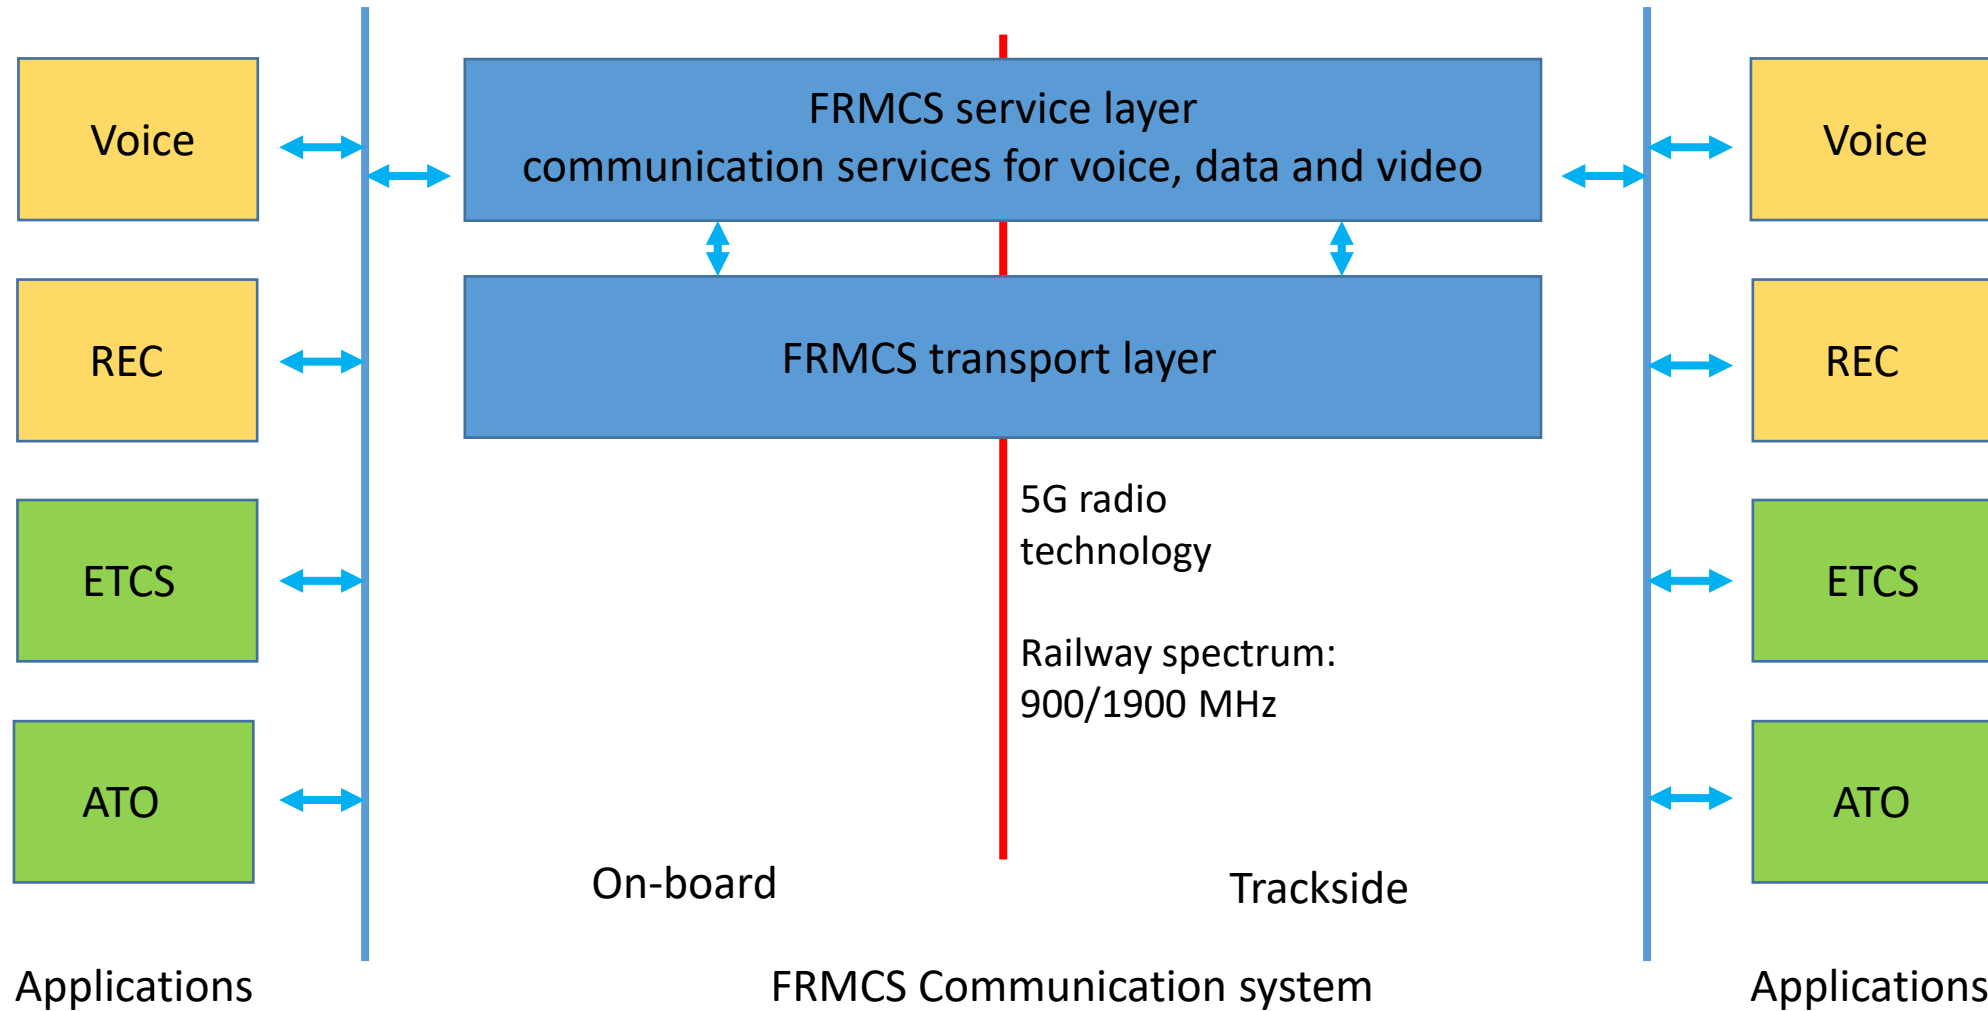 Voice
REC
ETCS
ATO
Applications
FRMCS service layer
communication services for voice, data and video
FRMCS transport layer
5G radio
technology
Railway spectrum:
900/1900 MHz
On-board
Trackside
FRMCS Communication system
Voice
REC
ETCS
ATO
Applications